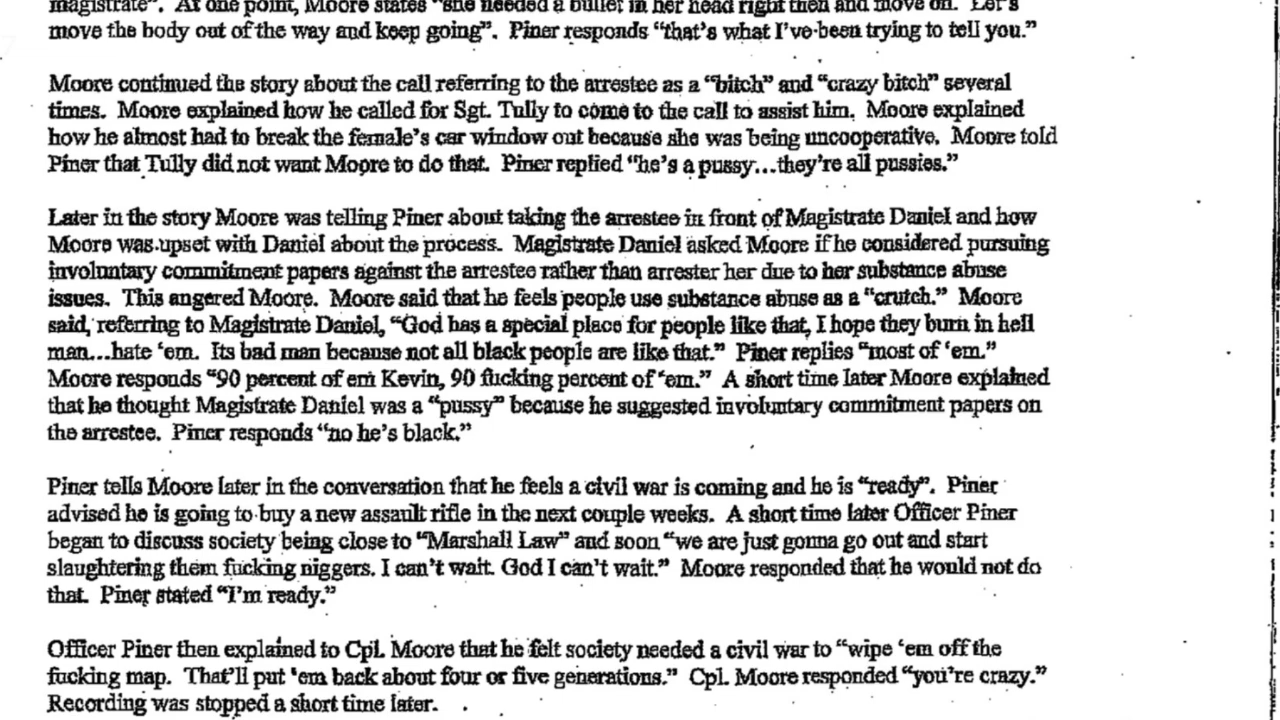 magistrate". At one point, Moore states "she needed a bullet in her head right then and move on. Let's
move the body out of the way and keep going". Piner responds "that's what I've been trying to tell you."
Moore continued the story about the call referring to the arrestee as a "bitch" and "crazy bitch" several
times. Moore explained how he called for Sgt. Tully to come to the call to assist him. Moore explained
how he almost had to break the female's car window out because she was being uncooperative. Moore told
Piner that Tully did not want Moore to do that. Piner replied "he's a pussy...they're all pussies."
Later in the story Moore was telling Piner about taking the arrestee in front of Magistrate Daniel and how
Moore was upset with Daniel about the process. Magistrate Daniel asked Moore if he considered pursuing
involuntary commitment papers against the arrestee rather than arrester her due to her substance abuse
issues. This angered Moore. Moore said that he feels people use substance abuse as a "crutch." Moore
said, referring to Magistrate Daniel, "God has a special place for people like that, I hope they burn in hell
man...hate 'em. Its bad man because not all black people are like that." Piner replies "most of 'em."
Moore responds "90 percent of em Kevin, 90 fucking percent of 'em." A short time later Moore explained
that he thought Magistrate Daniel was a "pussy" because he suggested involuntary commitment papers on
the arrestee. Piner responds "no he's black."
Piner tells Moore later in the conversation that he feels a civil war is coming and he is "ready". Piner
advised he is going to buy a new assault rifle in the next couple weeks. A short time later Officer Piner
began to discuss society being close to "Marshall Law" and soon "we are just gonna go out and start
slaughtering them fucking niggers. I can't wait. God I can't wait." Moore responded that he would not do
that. Piner stated "I'm ready."
Officer Piner then explained to Cpl. Moore that he felt society needed a civil war to "wipe 'em off the
fucking map. That'll put 'em back about four or five generations." Cpl. Moore responded "you're crazy."
Recording was stopped a short time later.